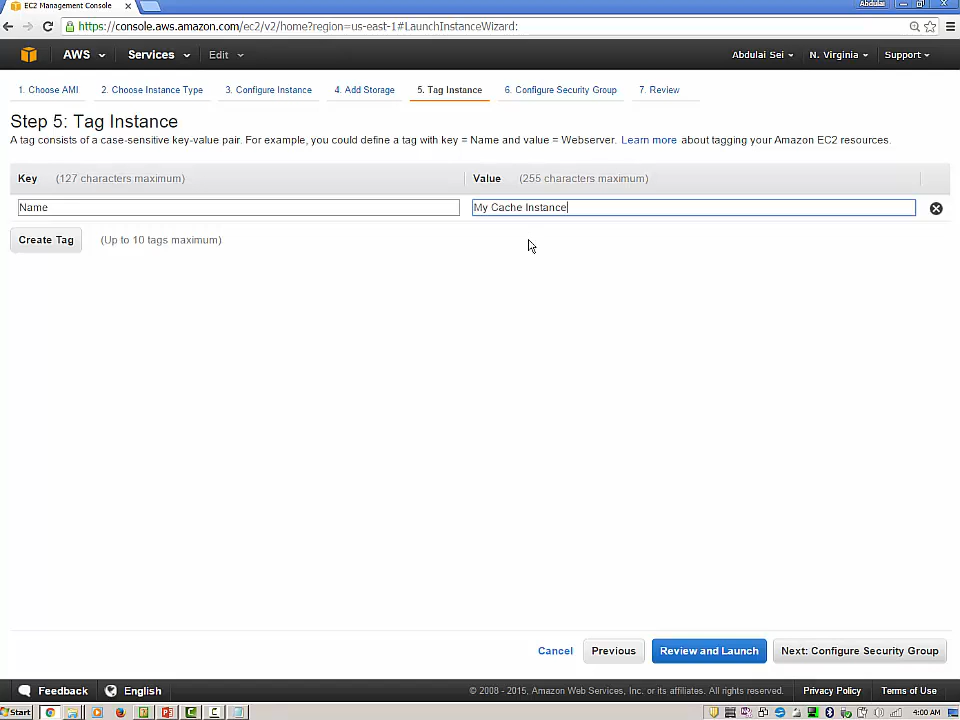 EC2 Management Console
Abdulai
https://console.aws.amazon.com/ec2/v2/home?region=us-east-1#LaunchInstanceWizard:
AWS Services Edit Abdulai Sei N. Virginia Support
1. Choose AMI 2. Choose Instance Type 3. Configure Instance 4. Add Storage 5. Tag Instance 6. Configure Security Group 7. Review
Step 5: Tag Instance
A tag consists of a case-sensitive key-value pair. For example, you could define a tag with key = Name and value = Webserver. Learn more about tagging your Amazon EC2 resources.
Key (127 characters maximum) Value (255 characters maximum)
Name My Cache Instance
Create Tag (Up to 10 tags maximum)
Cancel Previous Review and Launch Next: Configure Security Group
Feedback English © 2008 - 2015, Amazon Web Services, Inc. or its affiliates. All rights reserved. Privacy Policy Terms of Use
Start 4:00 AM